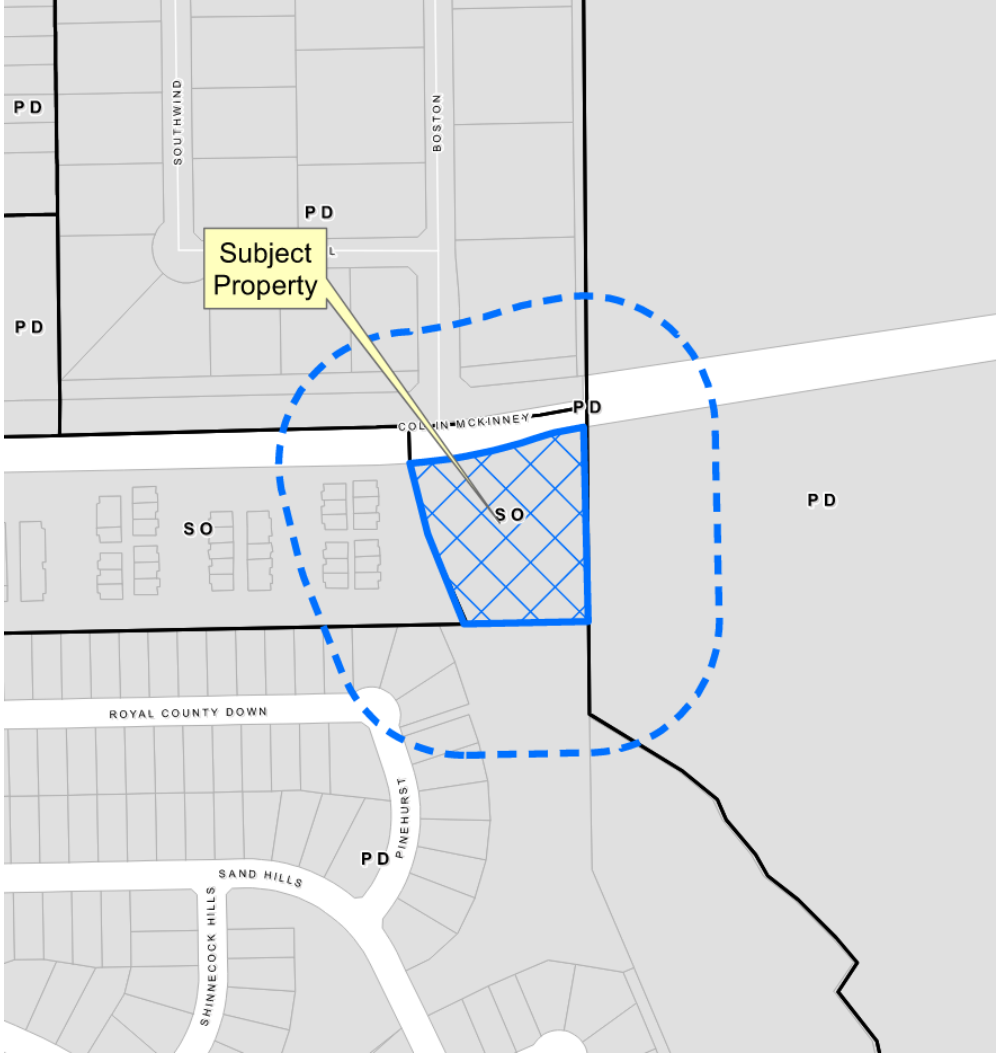 PD
SOUTHWIND
BOSTON
PD
Subject
Property
L
PD
PD
COLLIN MCKINNEY
PD
SO
SO
ROYAL COUNTY DOWN
PINEHURST
PD
SAND HILLS
SHINNECOCK HILLS